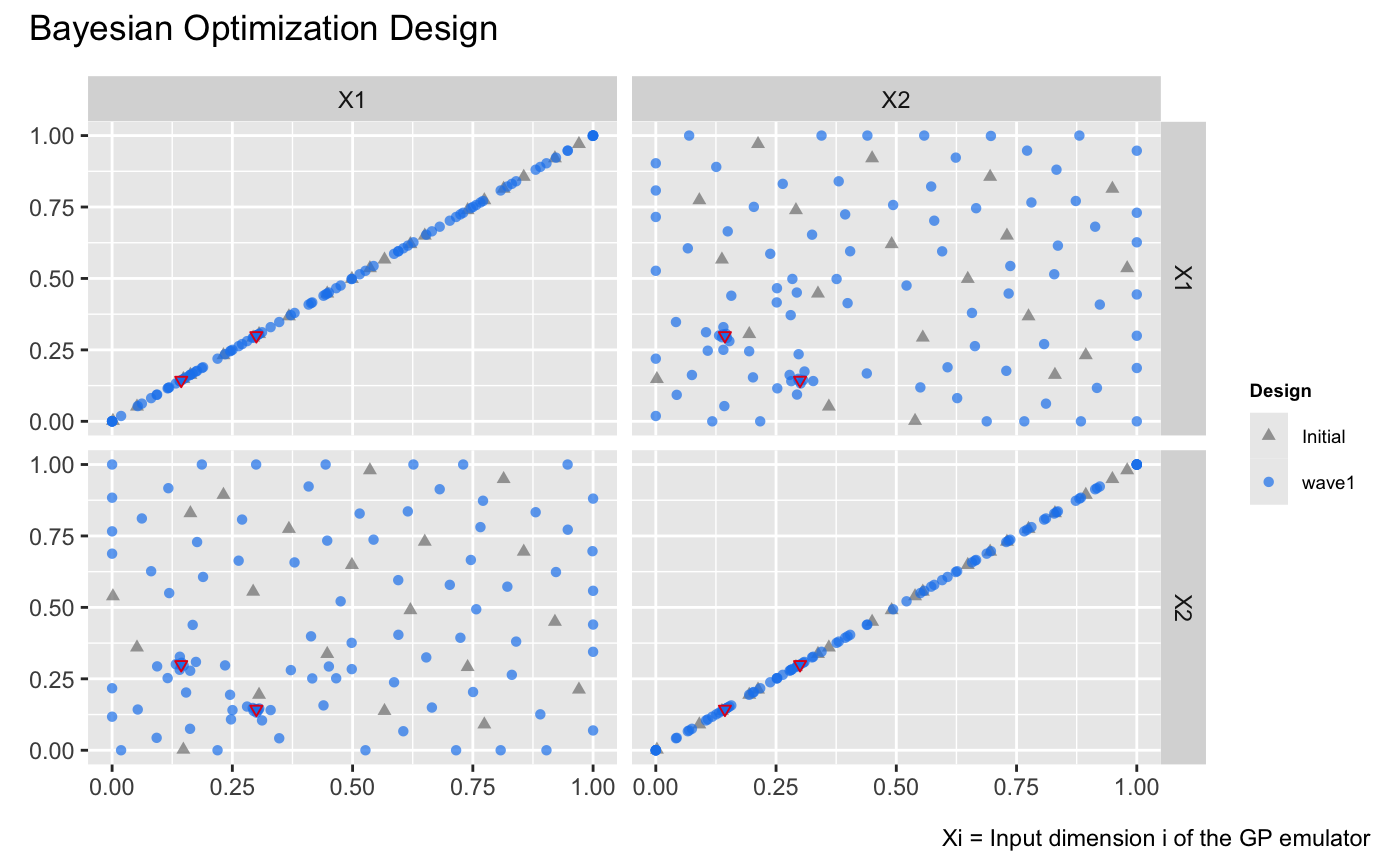 Bayesian Optimization Design
X1 X2
1.00
0.75
0.50
0.25
0.00
X1
1.00
0.75
0.50
0.25
0.00
X2
0.00 0.25 0.50 0.75 1.00 0.00 0.25 0.50 0.75 1.00
Design
Initial
wave1
Xi = Input dimension i of the GP emulator